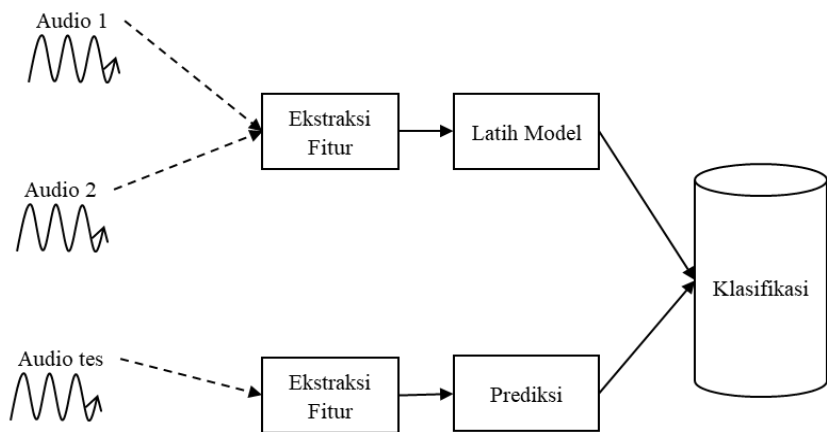 Audio 1
Ekstraksi
Fitur
Latih Model
Audio 2
Klasifikasi
Audio tes
Ekstraksi
Fitur
Prediksi